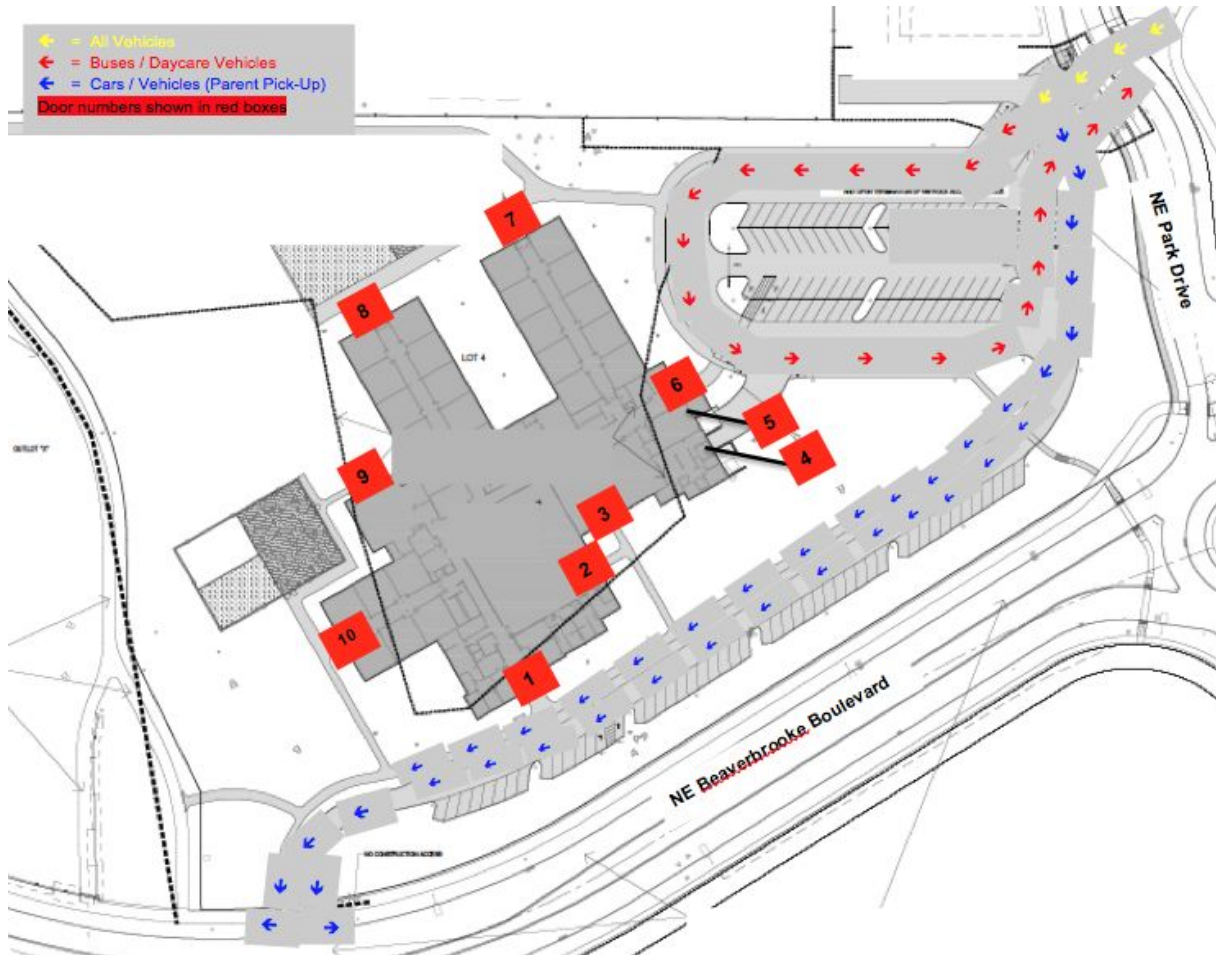 = All Vehicles
= Buses / Daycare Vehicles
= Cars / Vehicles (Parent Pick-Up)
Door numbers shown in red boxes
NE Park Drive
7
8
LOT 4
6
5
4
9
3
2
10
1
NE Beaverbrooke Boulevard
NO CONSTRUCTION ACCESS